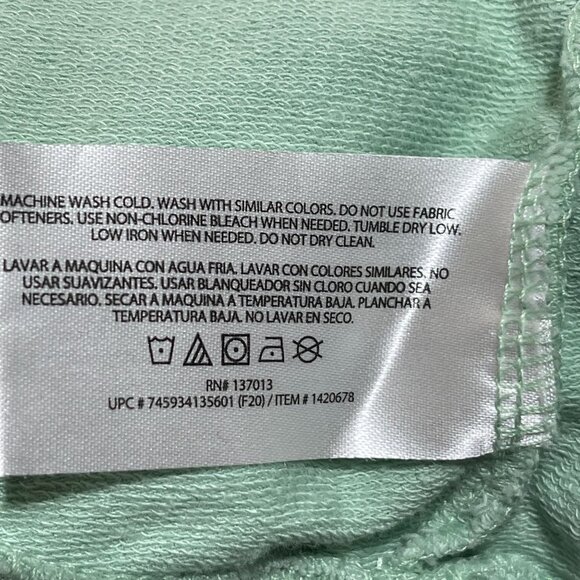 MACHINE WASH COLD. WASH WITH SIMILAR COLORS. DO NOT USE FABRIC
OFTENERS. USE NON-CHLORINE BLEACH WHEN NEEDED. TUMBLE DRY LOW.
LOW IRON WHEN NEEDED. DO NOT DRY CLEAN.
LAVAR A MAQUINA CON AGUA FRIA. LAVAR CON COLORES SIMILARES. NO
USAR SUAVIZANTES. USAR BLANQUEADOR SIN CLORO CUANDO SEA
NECESARIO. SECAR A MAQUINA A TEMPERATURA BAJA. PLANCHAR A
TEMPERATURA BAJA. NO LAVAR EN SECO.
RN# 137013
UPC # 745934135601 (F20) / ITEM # 1420678